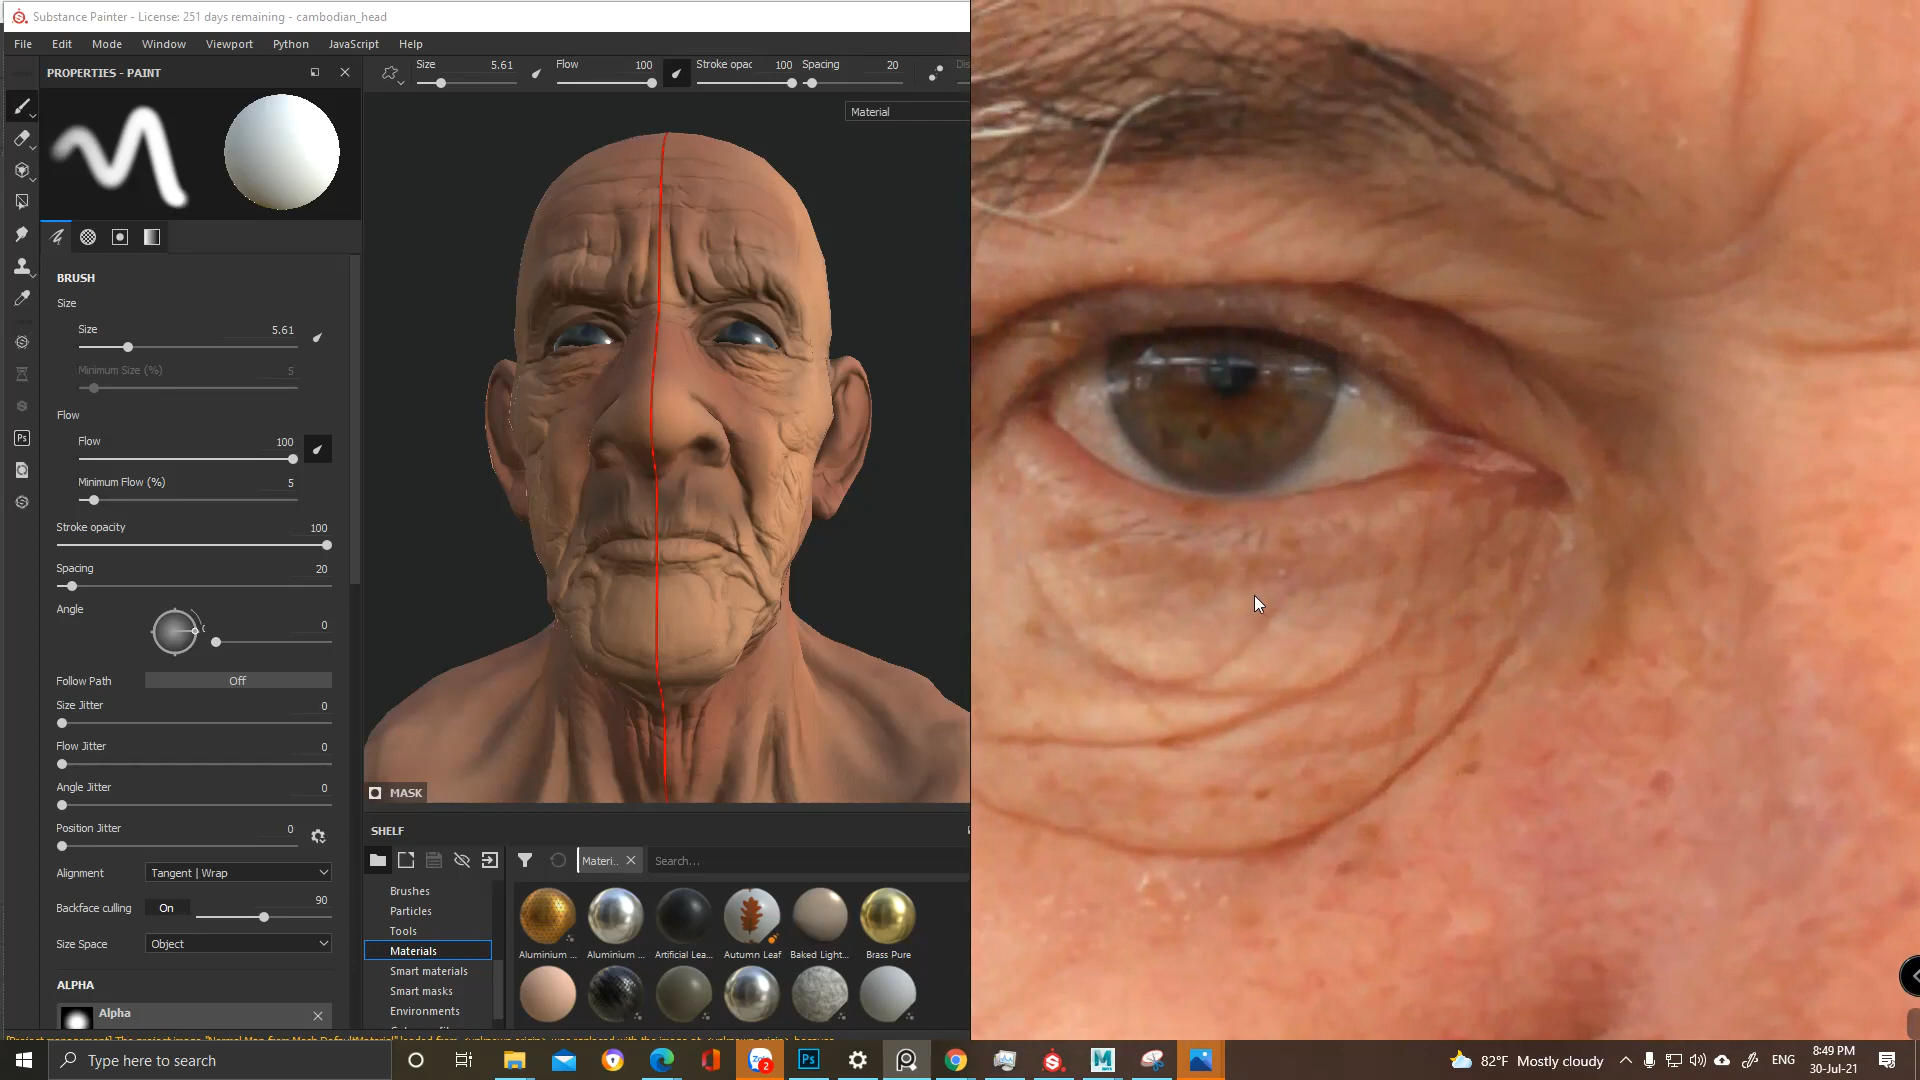 Substance Painter - License: 251 days remaining - cambodian_head
File Edit Mode Window Viewport Python JavaScript Help
PROPERTIES - PAINT
Size 5.61 Flow 100 Stroke opac 100 Spacing 20 Dis
Material
BRUSH
Size
Size 5.61
Minimum Size (%) 5
Flow
Flow 100
Minimum Flow (%) 5
Stroke opacity 100
Spacing 20
Angle 0
Follow Path Off
Size Jitter 0
Flow Jitter 0
Angle Jitter 0
Position Jitter 0
Alignment Tangent | Wrap
Backface culling On 90
Size Space Object
ALPHA
Alpha
Ps
MASK
SHELF
Materi.. Search...
Brushes
Particles
Tools
Materials
Smart materials
Smart masks
Environments
Aluminium ... Aluminium ... Artificial Lea... Autumn Leaf Baked Light... Brass Pure
Type here to search
2
Ps
82°F Mostly cloudy
ENG
8:49 PM
30-Jul-21